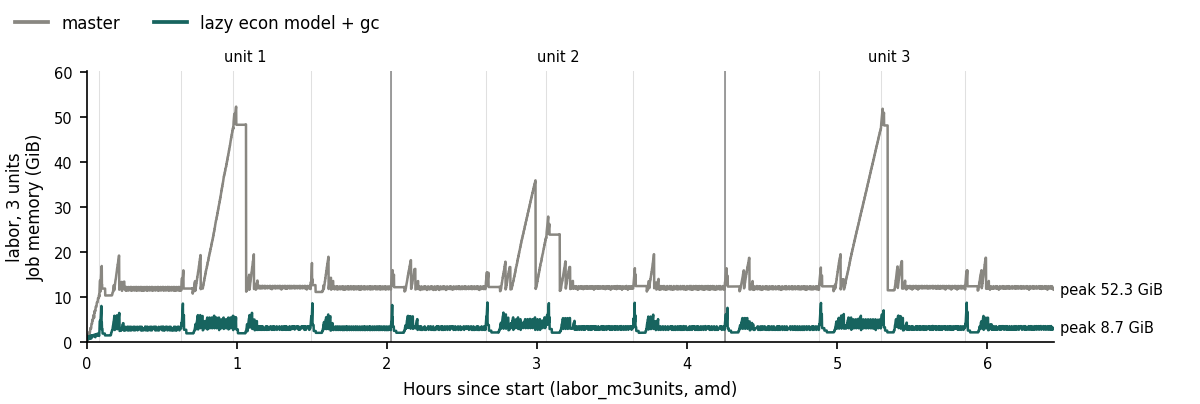 master
lazy econ model + gc
unit 1
unit 2
unit 3
labor, 3 units
Job memory (GiB)
60
50
40
30
20
10
0
peak 52.3 GiB
peak 8.7 GiB
0
1
2
3
4
5
6
Hours since start (labor_mc3units, amd)